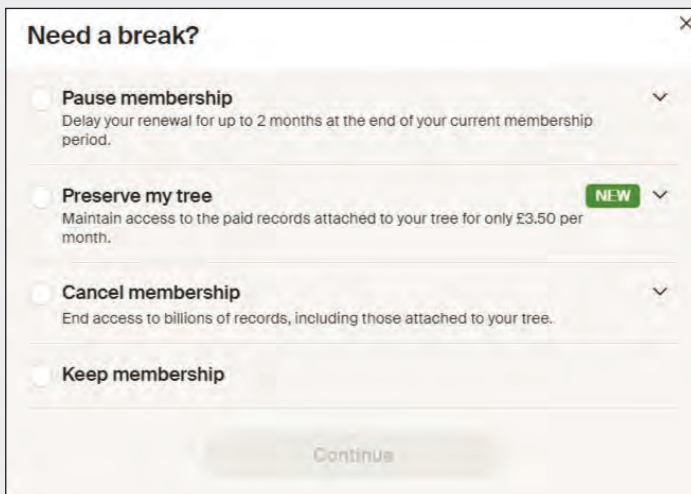 Need a break?
Pause membership
Delay your renewal for up to 2 months at the end of your current membership
period.
Preserve my tree
NEW
Maintain access to the paid records attached to your tree for only £3.50 per
month.
Cancel membership
End access to billions of records, including those attached to your tree.
Keep membership
Continue